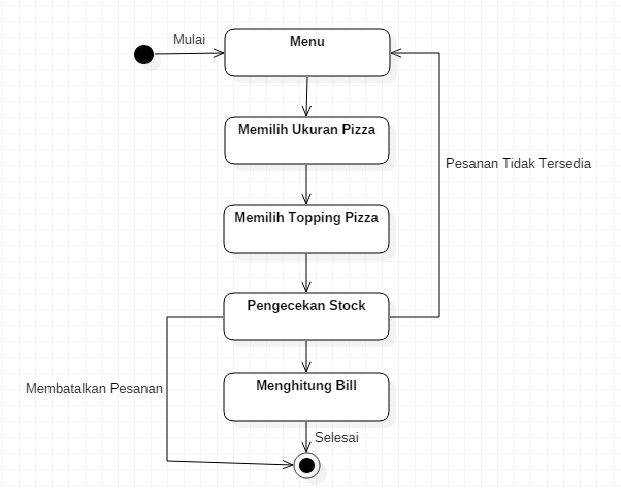 Mulai
Menu
Memilih Ukuran Pizza
Pesanan Tidak Tersedia
Memilih Topping Pizza
Pengecekan Stock
Membatalkan Pesanan
Menghitung Bill
Selesai